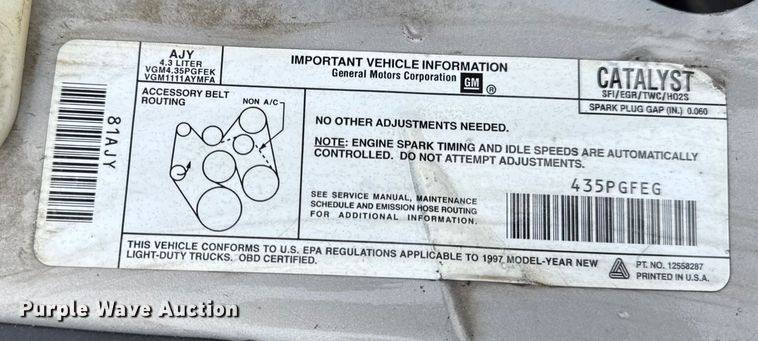 AJY
4.3 LITER
VGM4.35PGFEK
VGM1111AYMFA
IMPORTANT VEHICLE INFORMATION
General Motors Corporation GM ®
CATALYST
SFI/EGR/TWC/HO2S
SPARK PLUG GAP (IN.) 0.060
81AJY
ACCESSORY BELT
ROUTING
NON A/C
NO OTHER ADJUSTMENTS NEEDED.
NOTE: ENGINE SPARK TIMING AND IDLE SPEEDS ARE AUTOMATICALLY
CONTROLLED. DO NOT ATTEMPT ADJUSTMENTS.
SEE SERVICE MANUAL, MAINTENANCE
SCHEDULE AND EMISSION HOSE ROUTING
FOR ADDITIONAL INFORMATION.
435PGFEG
THIS VEHICLE CONFORMS TO U.S. EPA REGULATIONS APPLICABLE TO 1997 MODEL-YEAR NEW
LIGHT-DUTY TRUCKS. OBD CERTIFIED.
PT. NO. 12558287
PRINTED IN U.S.A.
Purple Wave Auction